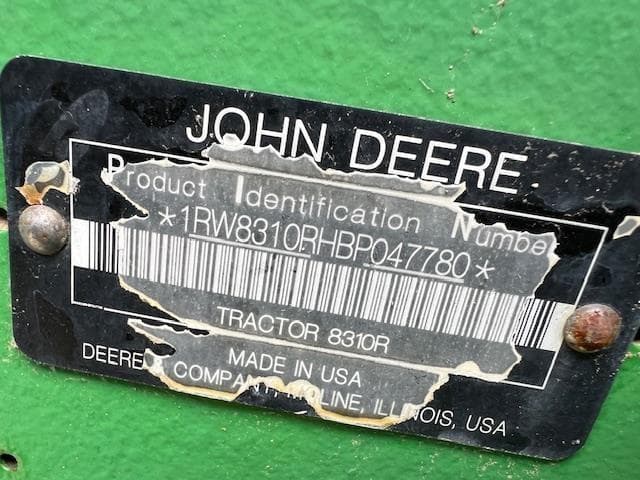 JOHN DEERE
Product Identification Number
*1RW8310RHBP047780*
TRACTOR 8310R
MADE IN USA
DEERE & COMPANY, MOLINE, ILLINOIS, USA